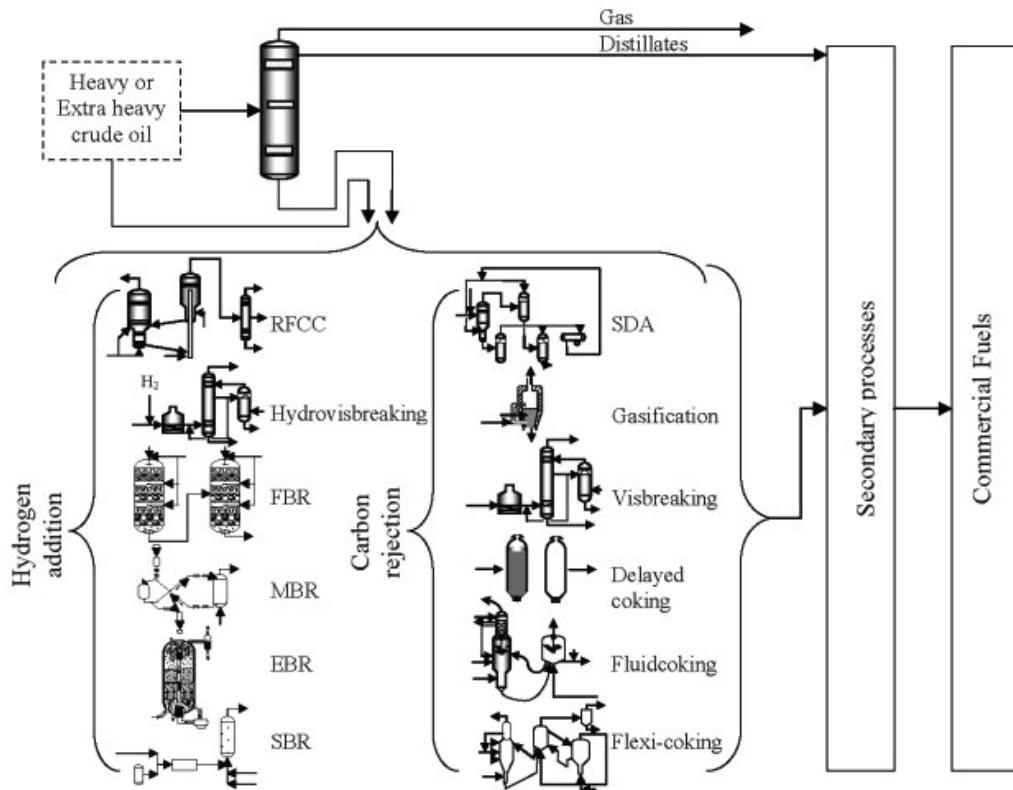 Gas
Distillates
Heavy or
Extra heavy
crude oil
Hydrogen
addition
RFCC
H₂
Hydrovisbreaking
FBR
MBR
EBR
SBR
Carbon
rejection
SDA
Gasification
Visbreaking
Delayed
coking
Fluidcoking
Flexi-coking
Secondary processes
Commercial Fuels